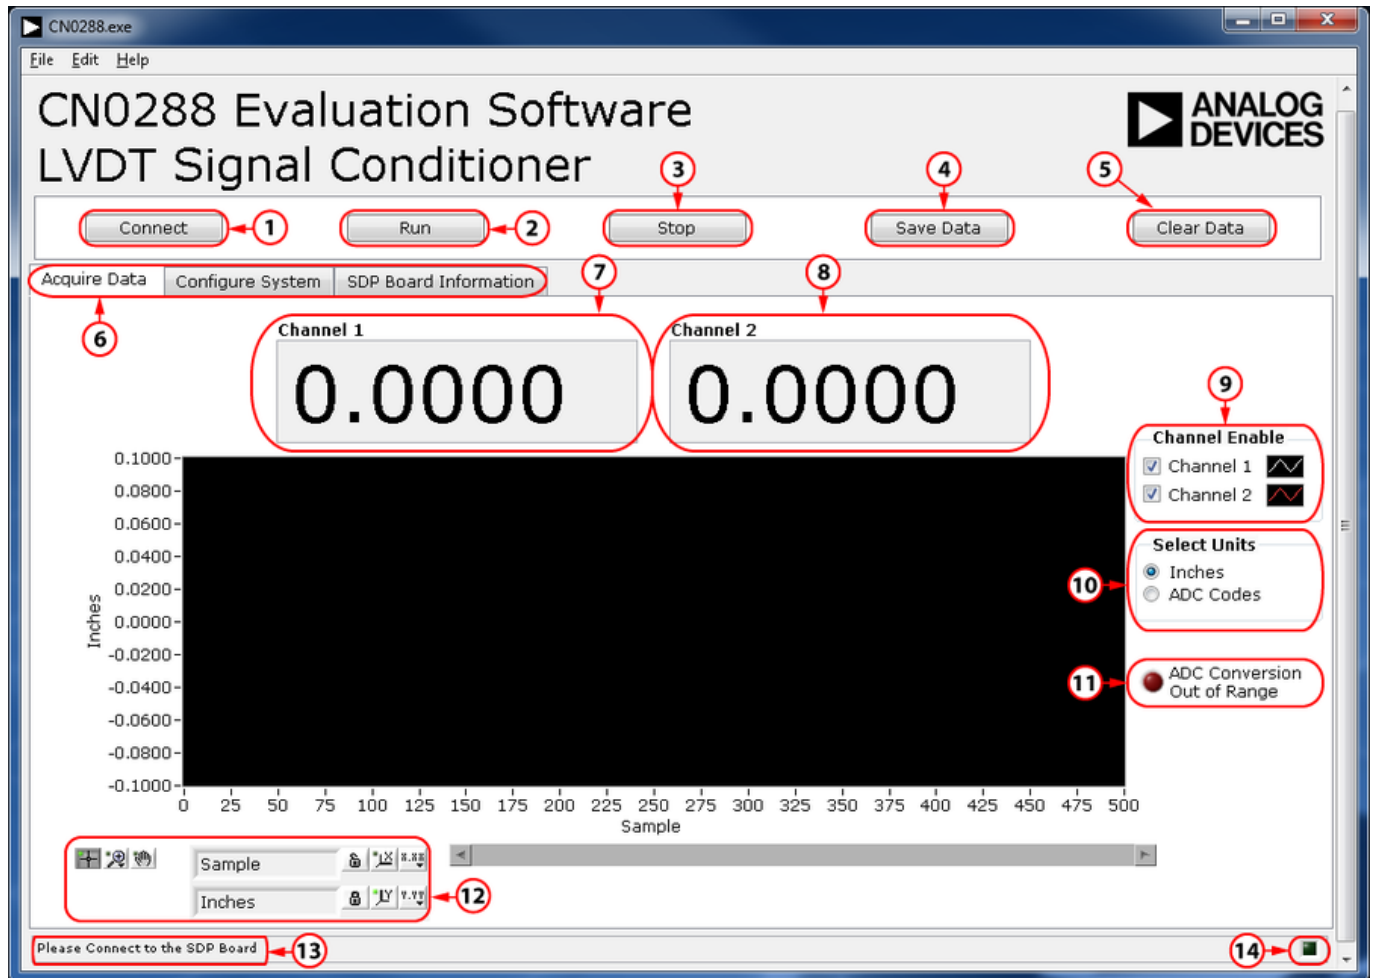 CN0288.exe
File Edit Help
CN0288 Evaluation Software
LVDT Signal Conditioner
ANALOG
DEVICES
3
4
5
Connect
1
Run
2
Stop
Save Data
Clear Data
Acquire Data
Configure System
SDP Board Information
7
8
6
Channel 1
Channel 2
0.0000
0.0000
9
Channel Enable
Channel 1
Channel 2
Select Units
Inches
ADC Codes
10
ADC Conversion
Out of Range
11
Inches
0.1000
0.0800
0.0600
0.0400
0.0200
0.0000
-0.0200
-0.0400
-0.0600
-0.0800
-0.1000
0 25 50 75 100 125 150 175 200 225 250 275 300 325 350 375 400 425 450 475 500
Sample
Sample
X
X.XX
Inches
Y
Y.YY
12
Please Connect to the SDP Board
13
14